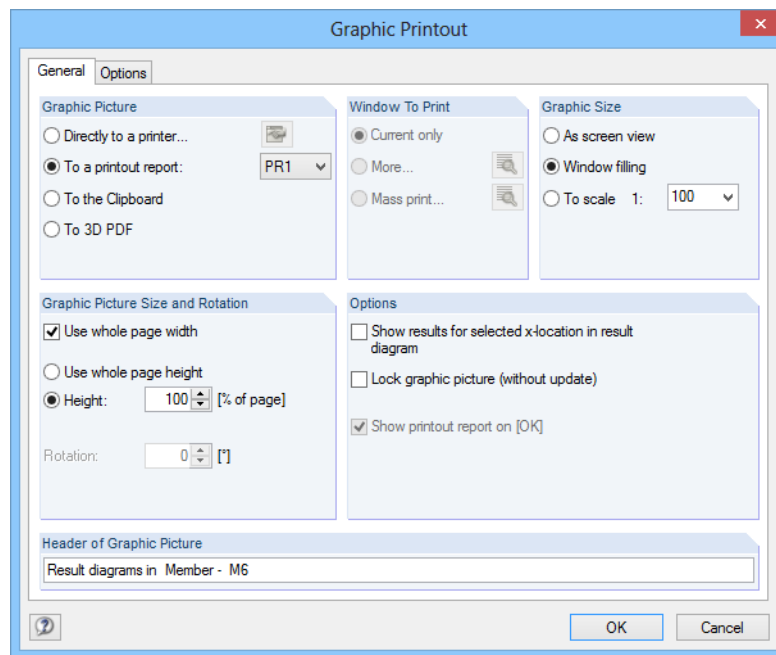 Graphic Printout
General
Options
Graphic Picture
Directly to a printer...
To a printout report:
PR1
To the Clipboard
To 3D PDF
Window To Print
Current only
More...
Mass print...
Graphic Size
As screen view
Window filling
To scale 1: 100
Graphic Picture Size and Rotation
Use whole page width
Use whole page height
Height: 100 [% of page]
Rotation: 0 [°]
Options
Show results for selected x-location in result
diagram
Lock graphic picture (without update)
Show printout report on [OK]
Header of Graphic Picture
Result diagrams in Member - M6
OK
Cancel